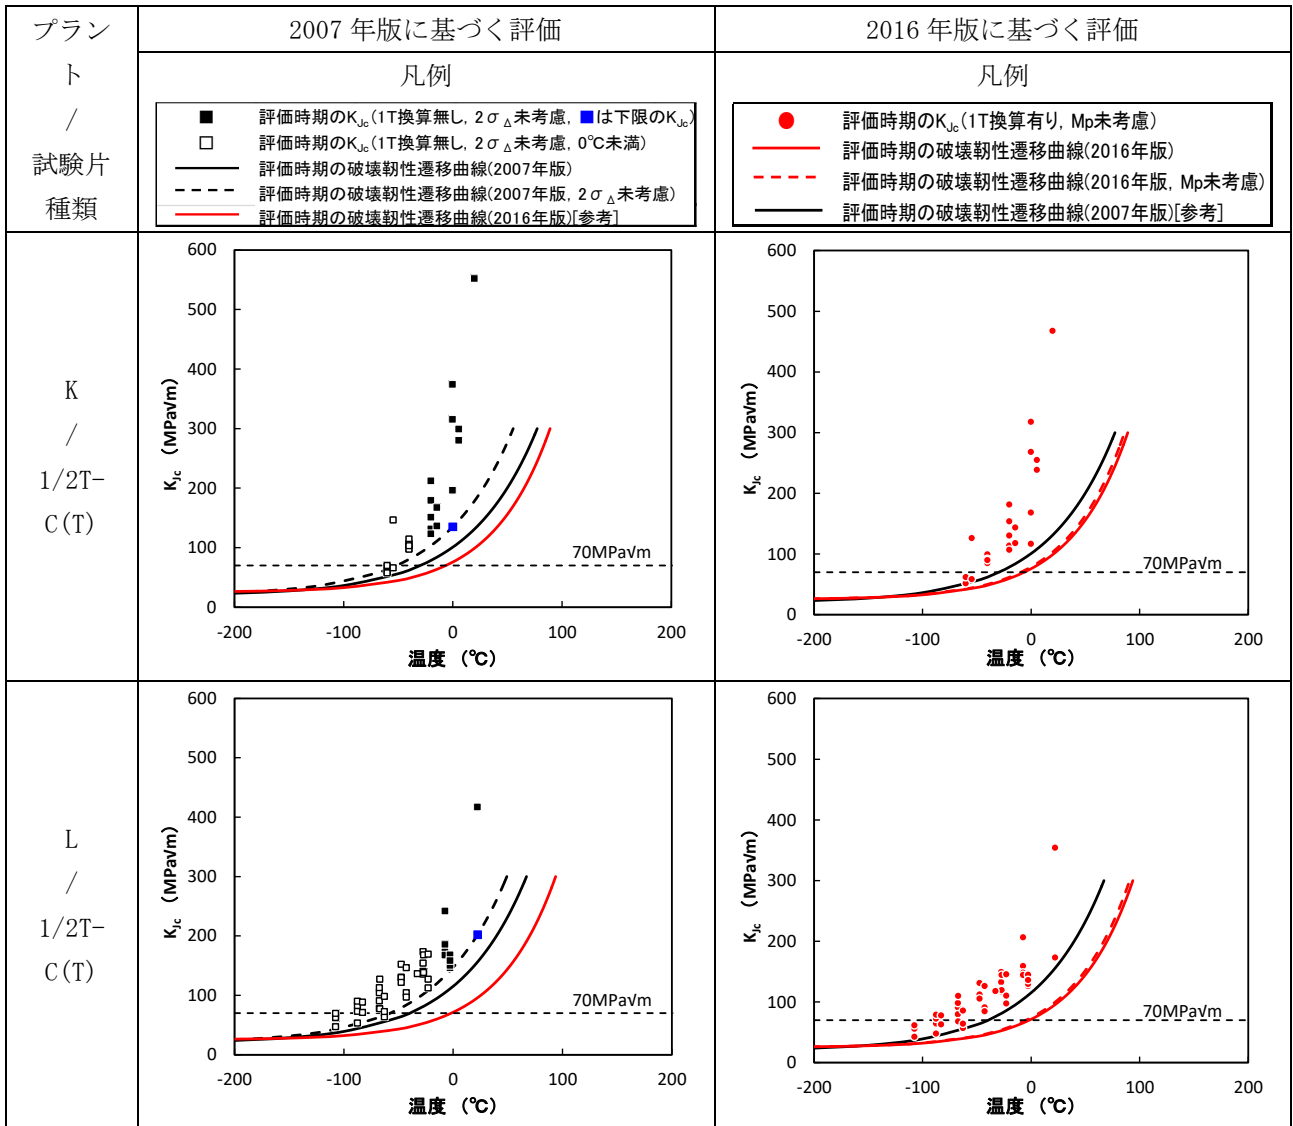 プラン
ト
/
試験片
種類
2007 年版に基づく評価
2016 年版に基づく評価
凡例
評価時期のKJc(1T換算無し, 2σΔ未考慮, ■は下限のKJc)
評価時期のKJc(1T換算無し, 2σΔ未考慮, 0℃未満)
評価時期の破壊靭性遷移曲線(2007年版)
評価時期の破壊靭性遷移曲線(2007年版, 2σΔ未考慮)
評価時期の破壊靭性遷移曲線(2016年版)[参考]
凡例
評価時期のKJc(1T換算有り, Mp未考慮)
評価時期の破壊靭性遷移曲線(2016年版)
評価時期の破壊靭性遷移曲線(2016年版, Mp未考慮)
評価時期の破壊靭性遷移曲線(2007年版)[参考]
K
/
1/2T-
C(T)
KJc (MPa√m)
600
500
400
300
200
100
0
70MPa√m
-200 -100 0 100 200
温度 (℃)
KJc (MPa√m)
600
500
400
300
200
100
0
70MPa√m
-200 -100 0 100 200
温度 (℃)
L
/
1/2T-
C(T)
KJc (MPa√m)
600
500
400
300
200
100
0
70MPa√m
-200 -100 0 100 200
温度 (℃)
KJc (MPa√m)
600
500
400
300
200
100
0
70MPa√m
-200 -100 0 100 200
温度 (℃)